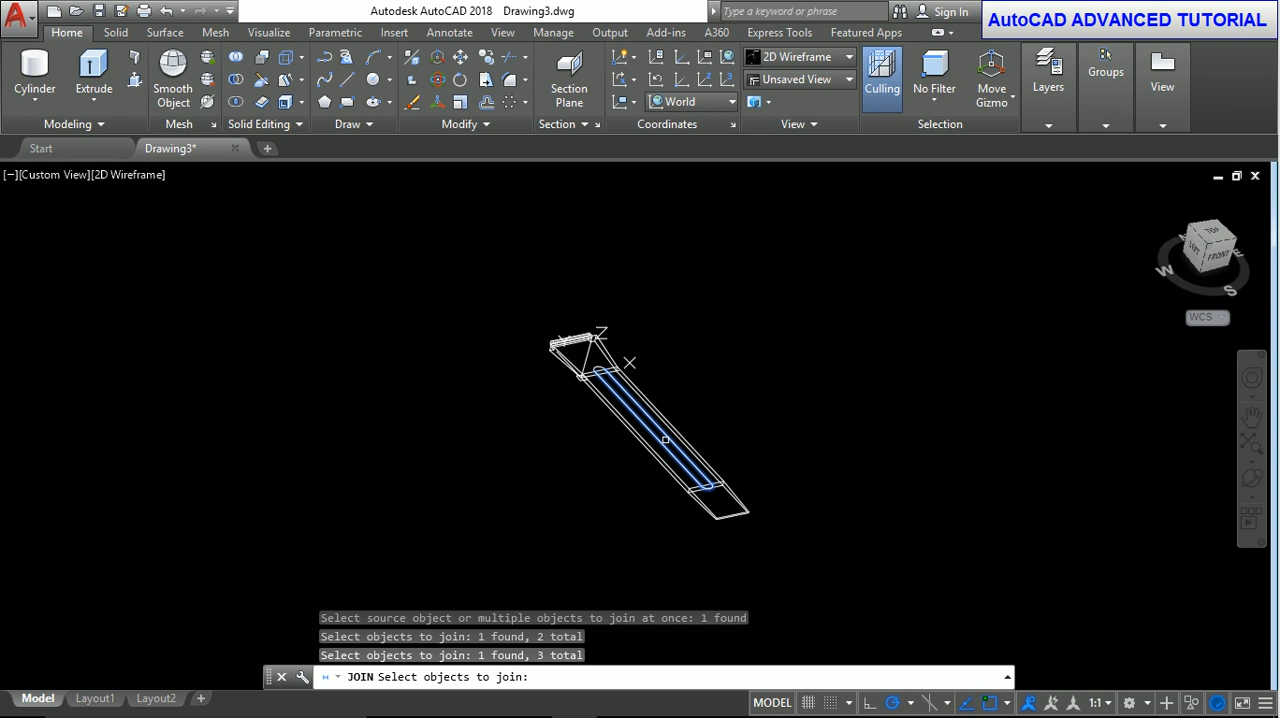 Autodesk AutoCAD 2018 Drawing3.dwg
Type a keyword or phrase
Sign In
AutoCAD ADVANCED TUTORIAL
Home Solid Surface Mesh Visualize Parametric Insert Annotate View Manage Output Add-ins A360 Express Tools Featured Apps
Cylinder
Extrude
Modeling
Smooth
Object
Mesh
Solid Editing
Draw
Modify
Section
Plane
Section
World
Coordinates
2D Wireframe
Unsaved View
View
Culling
No Filter
Move
Gizmo
Selection
Layers
Groups
View
Start
Drawing3*
[−][Custom View][2D Wireframe]
TOP
LEFT
FRONT
W
S
E
WCS
Z
X
Select source object or multiple objects to join at once: 1 found
Select objects to join: 1 found, 2 total
Select objects to join: 1 found, 3 total
JOIN Select objects to join:
Model Layout1 Layout2
MODEL
1:1